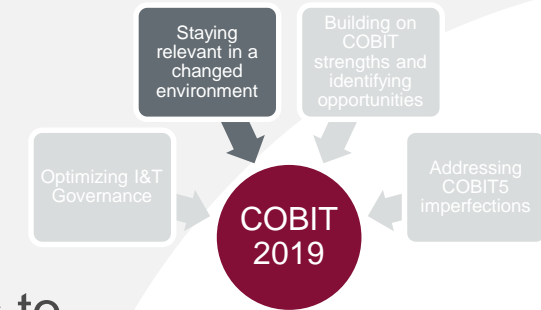 Staying
relevant in a
changed
environment
Building on
COBIT
strengths and
identifying
opportunities
Optimizing I&T
Governance
Addressing
COBIT5
imperfections
COBIT
2019
to